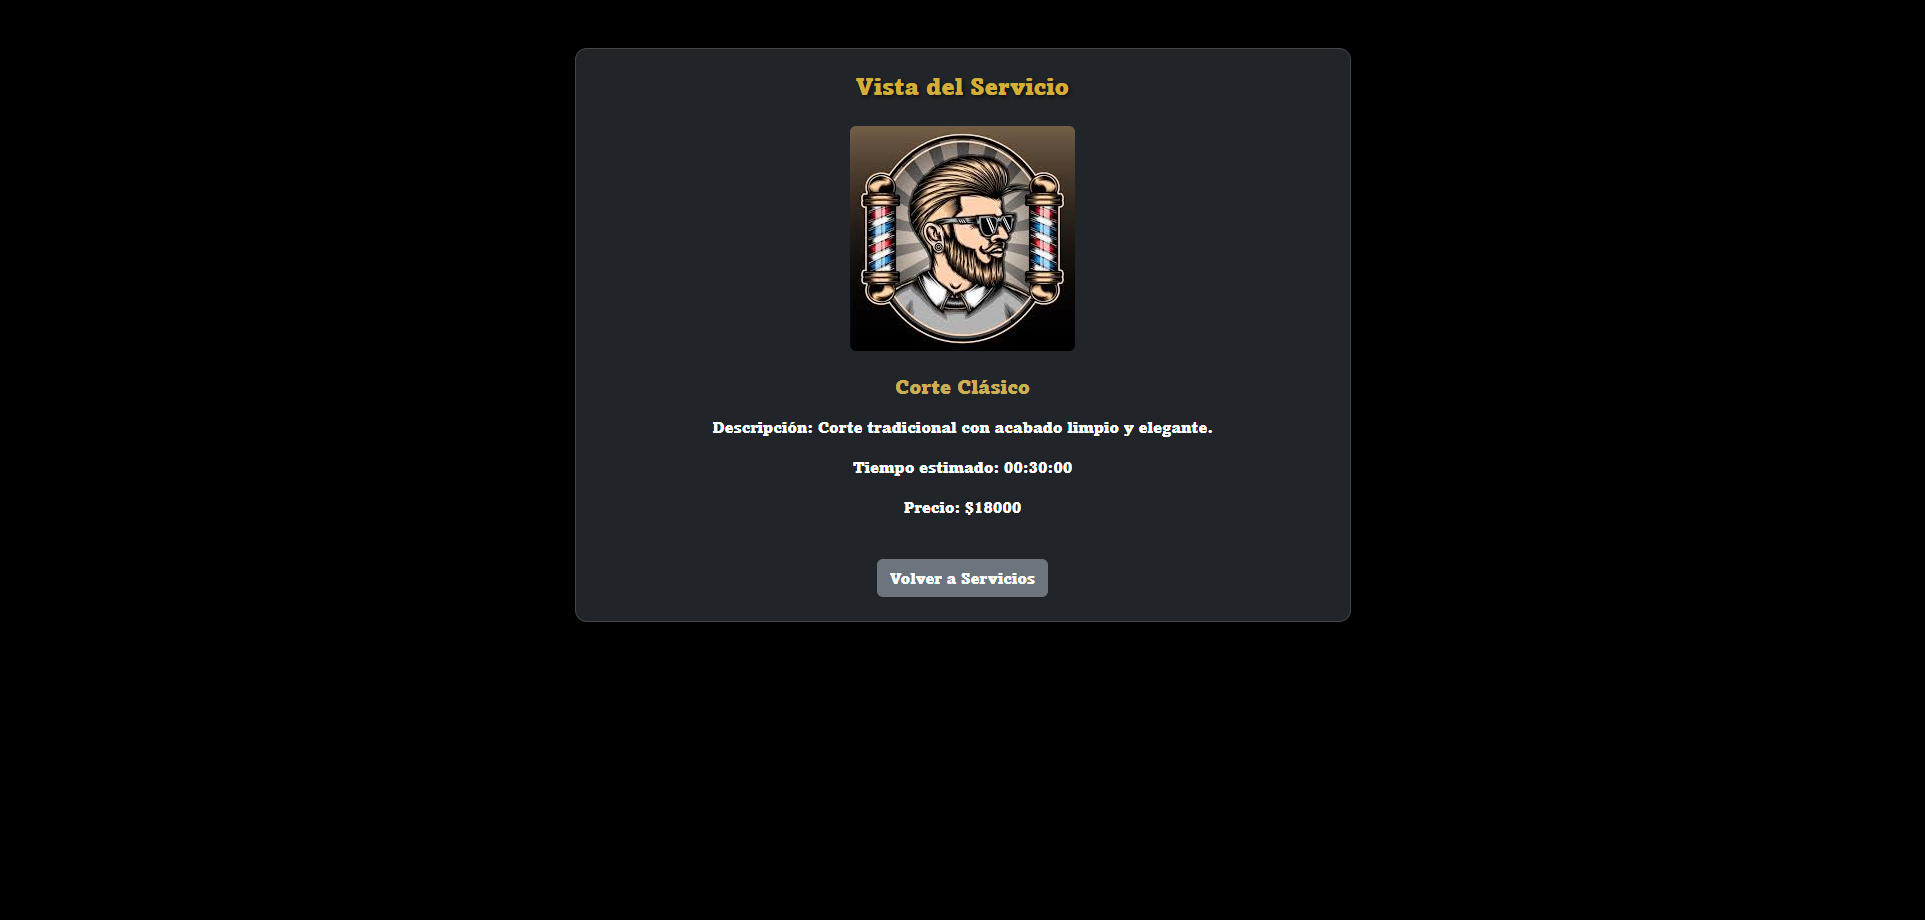 Vista del Servicio
Corte Clásico
Descripción: Corte tradicional con acabado limpio y elegante.
Tiempo estimado: 00:30:00
Precio: $18000
Volver a Servicios